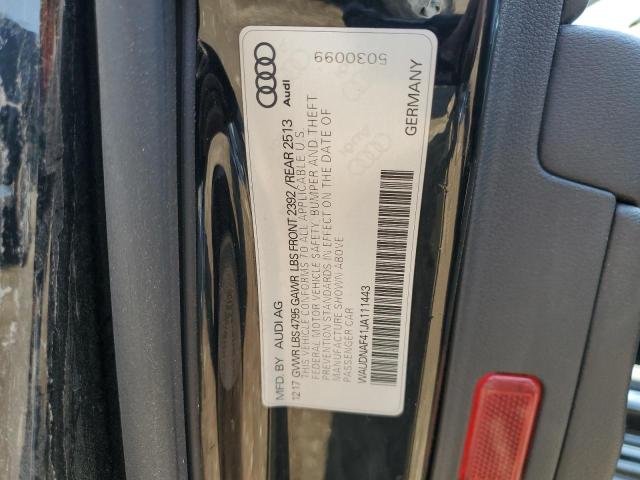 Audi
5030099
MFD. BY AUDI AG
12 17 GVWR LBS 4795 GAWR LBS FRONT 2392 / REAR 2513
THIS VEHICLE CONFORMS TO ALL APPLICABLE U.S.
FEDERAL MOTOR VEHICLE SAFETY, BUMPER AND THEFT
PREVENTION STANDARDS IN EFFECT ON THE DATE OF
MANUFACTURE SHOWN ABOVE
PASSENGER CAR
WAUDNAF41JA111443
GERMANY